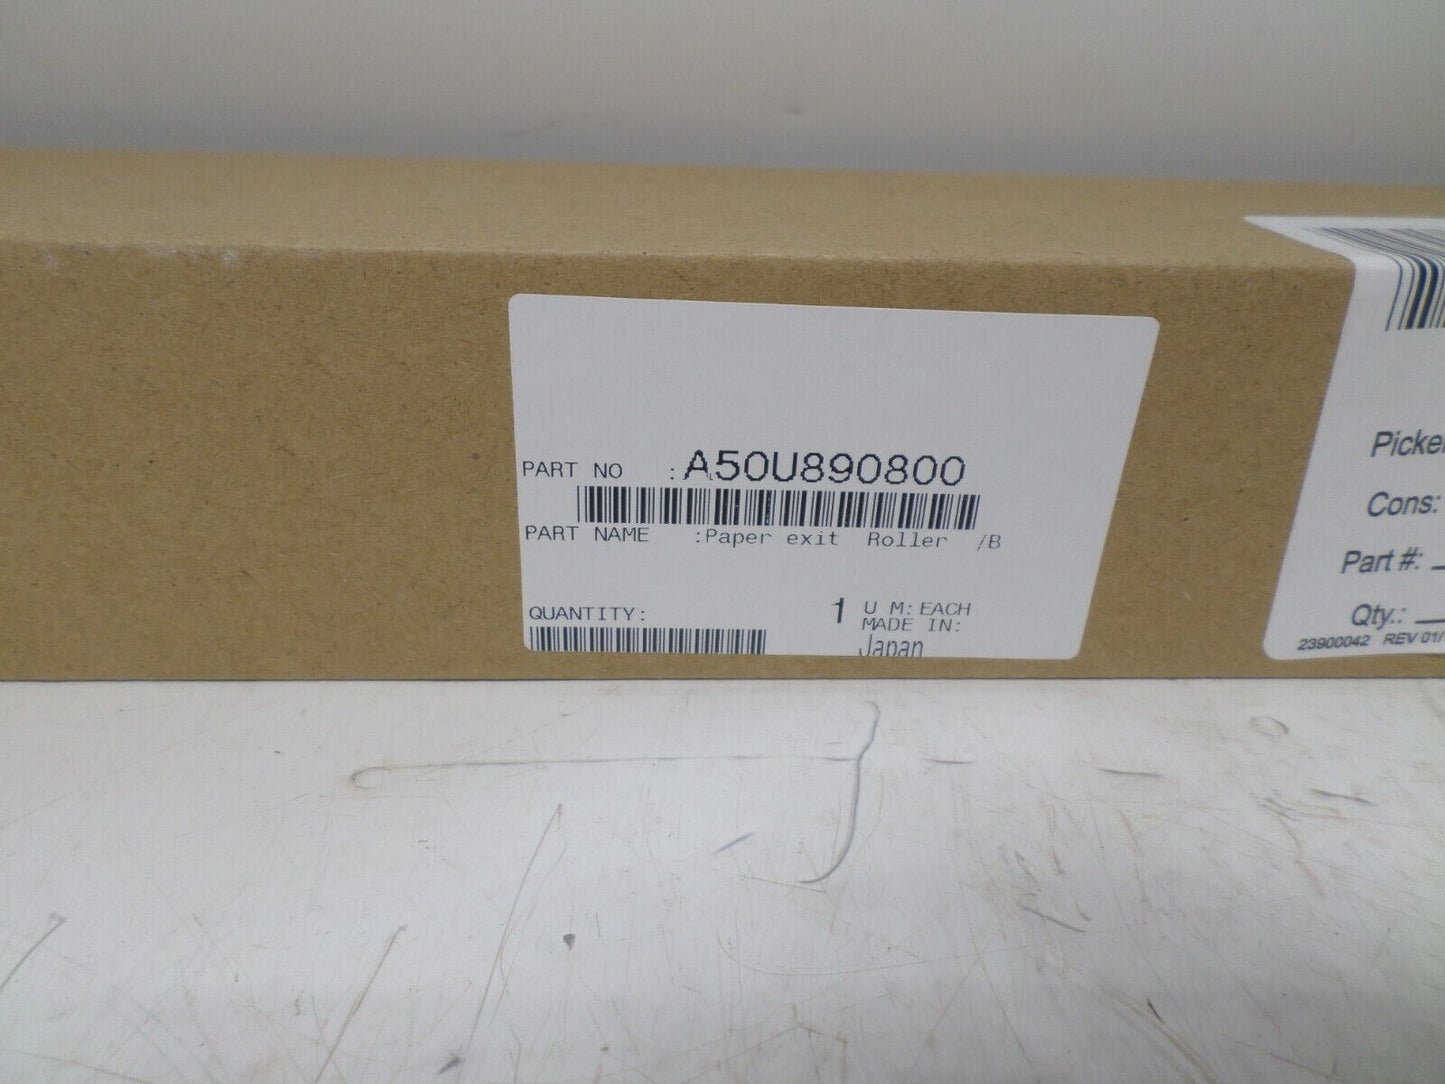 PART NO : A50U890800
PART NAME :Paper exit Roller /B
QUANTITY: 1 U M: EACH
MADE IN:
Japan
Cons:
Part #:
Qty.:
23900042 REV 01/